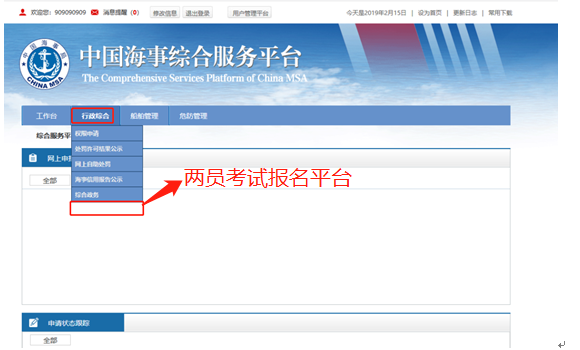 欢迎您：909090909 消息提醒（0） 修改信息 退出登录 用户管理平台 今天是2019年2月15日 | 设为首页 | 更新日志 | 常用下载
中国海事综合服务平台
The Comprehensive Services Platform of China MSA
CHINA MSA
工作台 行政综合 船舶管理 危防管理
综合服务平
权限申请
处罚许可结果公示
网上申
网上自助处罚
全部
海事信用报告公示
两员考试报名平台
综合政务
申请状态跟踪
全部